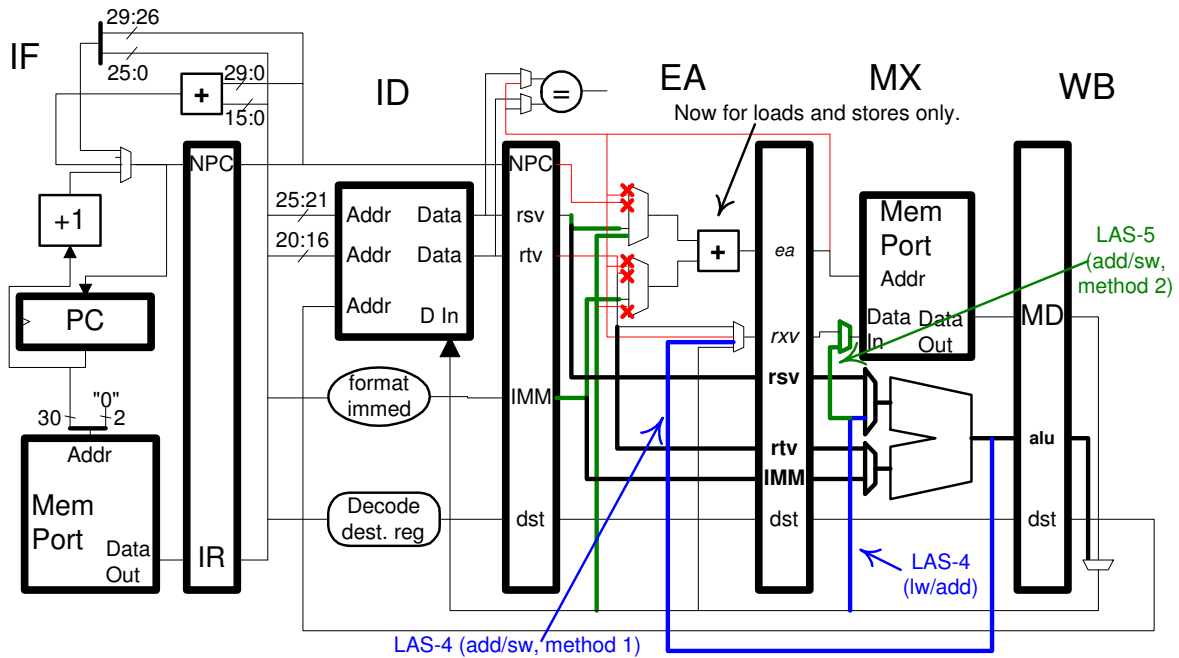 29:26
IF
25:0
29:0
+
15:0
ID
=
EA
MX
WB
Now for loads and stores only.
NPC
NPC
+1
25:21
Addr
Data
rsv
20:16
Addr
Data
rtv
+
ea
Mem
Port
Addr
LAS-5
(add/sw,
method 2)
PC
Addr
D In
Data
In
Data
Out
MD
rxv
rsv
format
immed
IMM
30
"0"
2
Addr
rtv
alu
IMM
Mem
Port
Data
Out
IR
Decode
dest. reg
dst
dst
dst
LAS-4
(lw/add)
LAS-4 (add/sw, method 1)